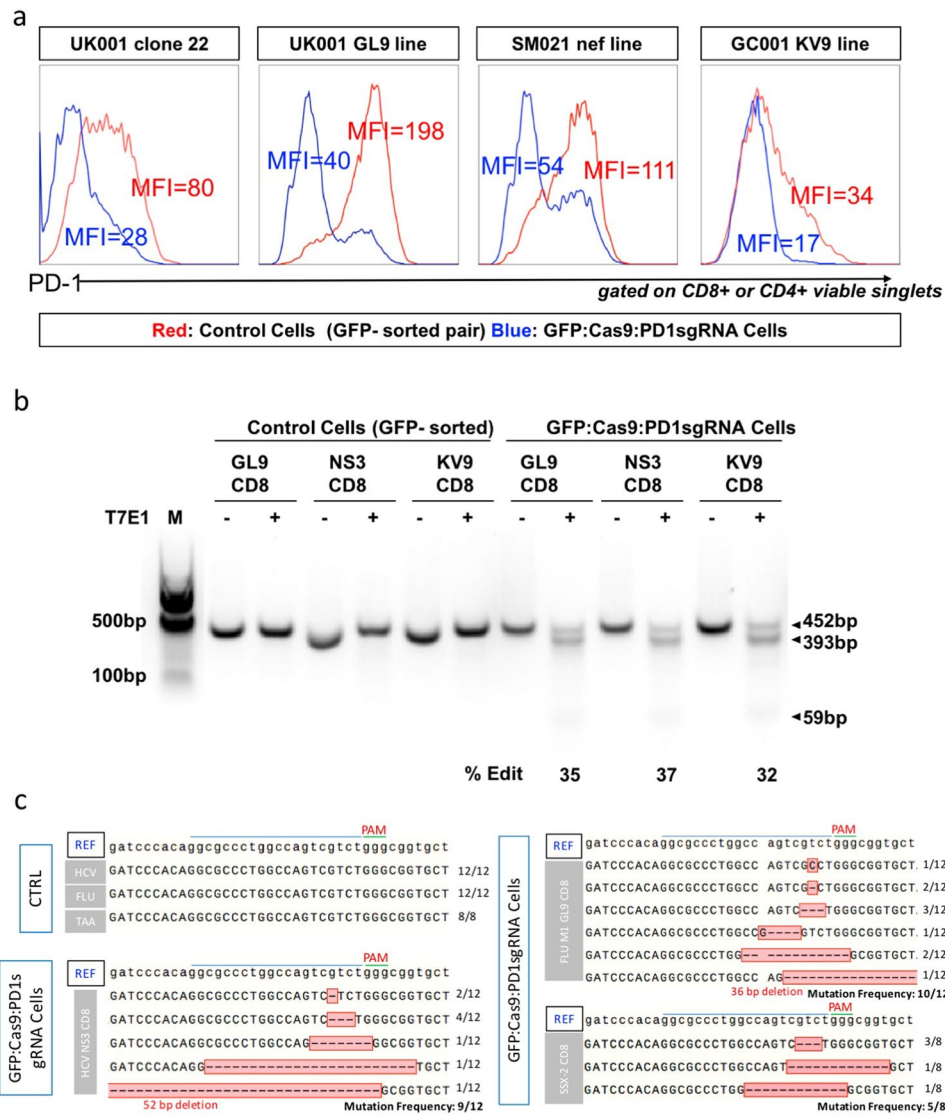 a
UK001 clone 22
UK001 GL9 line
SM021 nef line
GC001 KV9 line
MFI=80
MFI=28
MFI=198
MFI=40
MFI=54
MFI=111
MFI=34
MFI=17
PD-1
gated on CD8+ or CD4+ viable singlets
Red: Control Cells (GFP- sorted pair) Blue: GFP:Cas9:PD1sgRNA Cells
b
Control Cells (GFP- sorted) GFP:Cas9:PD1sgRNA Cells
GL9 NS3 KV9 GL9 NS3 KV9
CD8 CD8 CD8 CD8 CD8 CD8
T7E1 M - + - + - + - + - + - +
500bp
100bp
452bp
393bp
59bp
% Edit 35 37 32
c
CTRL
PAM
REF gatcccacaggcgccctggccagtcgtctgggcggtgct
HCV GATCCCACAGGCGCCCTGGCCAGTCGTCTGGGCGGTGCT 12/12
FLU GATCCCACAGGCGCCCTGGCCAGTCGTCTGGGCGGTGCT 12/12
TAA GATCCCACAGGCGCCCTGGCCAGTCGTCTGGGCGGTGCT 8/8
GFP:Cas9:PD1s
gRNA Cells
PAM
REF gatcccacaggcgccctggccagtcgtctgggcggtgct
HCV NS3 CD8
GATCCCACAGGCGCCCTGGCCAGTC-TCTGGGCGGTGCT 2/12
GATCCCACAGGCGCCCTGGCCAGTC---TGGGCGGTGCT 4/12
GATCCCACAGGCGCCCTGGCCAG-------GGCGGTGCT 1/12
GATCCCACAGG------------------------TGCT 1/12
-------------------------------GCGGTGCT 1/12
52 bp deletion
Mutation Frequency: 9/12
GFP:Cas9:PD1sgRNA Cells
PAM
REF gatcccacaggcgccctggcc agtcgtctgggcggtgct
FLU M1 GL9 CD8
GATCCCACAGGCGCCCTGGCC AGTCGCCTGGGCGGTGCT. 1/12
GATCCCACAGGCGCCCTGGCC AGTCG-CTGGGCGGTGCT. 2/12
GATCCCACAGGCGCCCTGGCC AGTC---TGGGCGGTGCT. 3/12
GATCCCACAGGCGCCCTGGCCG-----GTCTGGGCGGTGCT. 1/12
GATCCCACAGGCGCCCTGG-- ------------GCGGTGCT. 2/12
GATCCCACAGGCGCCCTGGCC AG---------------- 1/12
36 bp deletion
Mutation Frequency: 10/12
PAM
REF gatcccacaggcgccctggccagtcgtctgggcggtgct
SSX-2 CD8
GATCCCACAGGCGCCCTGGCCAGTC---TGGGCGGTGCT 3/8
GATCCCACAGGCGCCCTGGCCAGT------------GCT 1/8
GATCCCACAGGCGCCCTGG------------GCGGTGCT 1/8
Mutation Frequency: 5/8